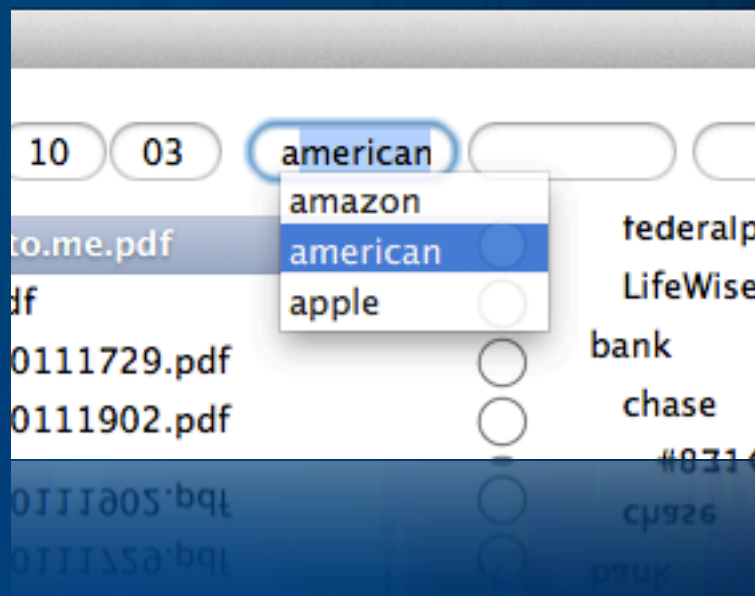 10 03 american
amazon
to.me.pdf american federalp
df apple LifeWise
0111729.pdf bank
0111902.pdf chase